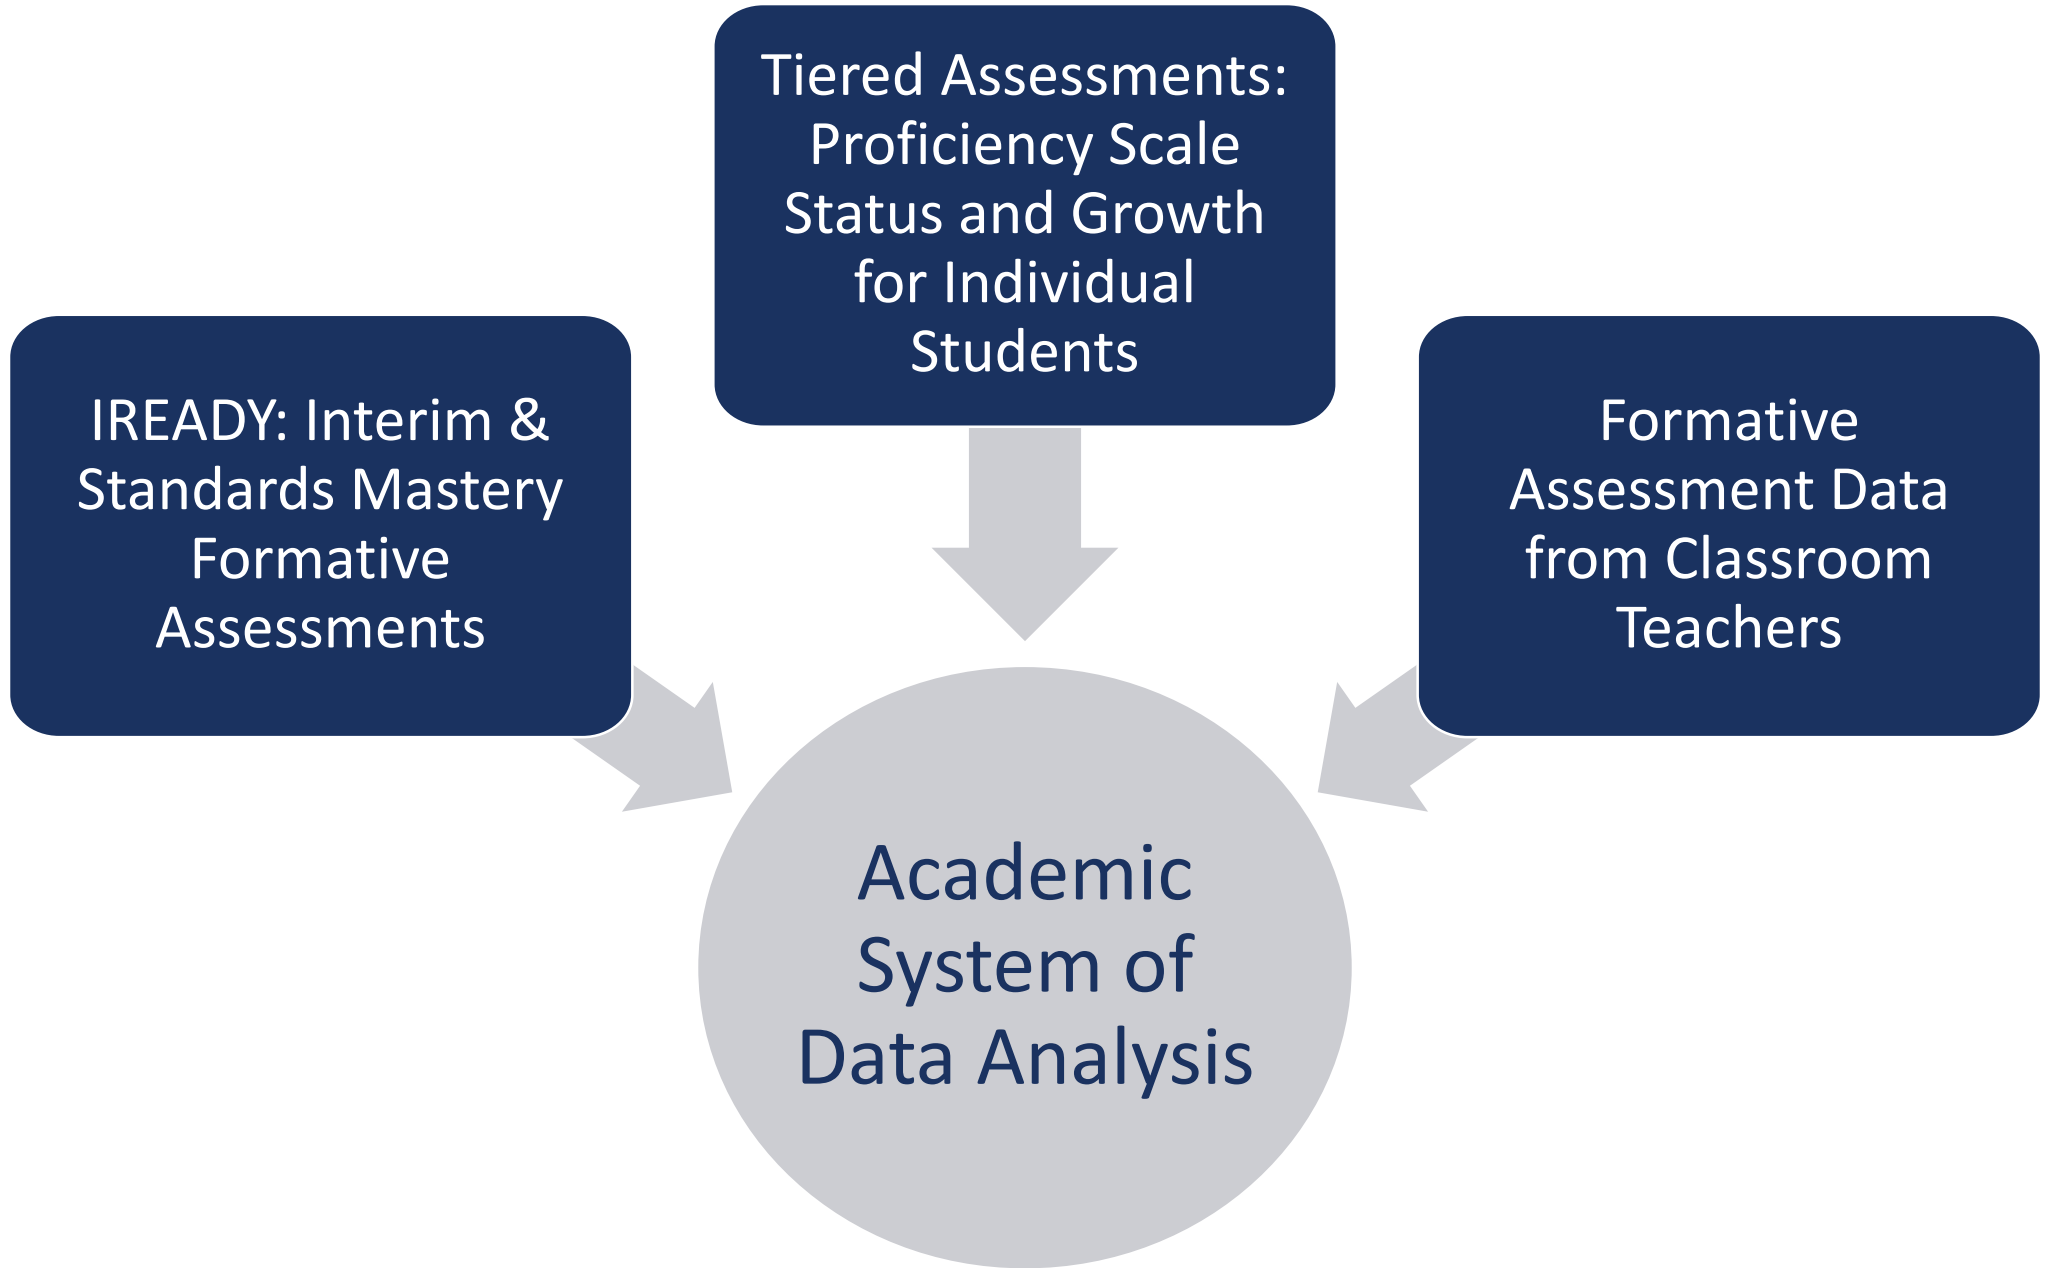 Tiered Assessments:
Proficiency Scale
Status and Growth
for Individual
Students
IREADY: Interim &
Standards Mastery
Formative
Assessments
Formative
Assessment Data
from Classroom
Teachers
Academic
System of
Data Analysis